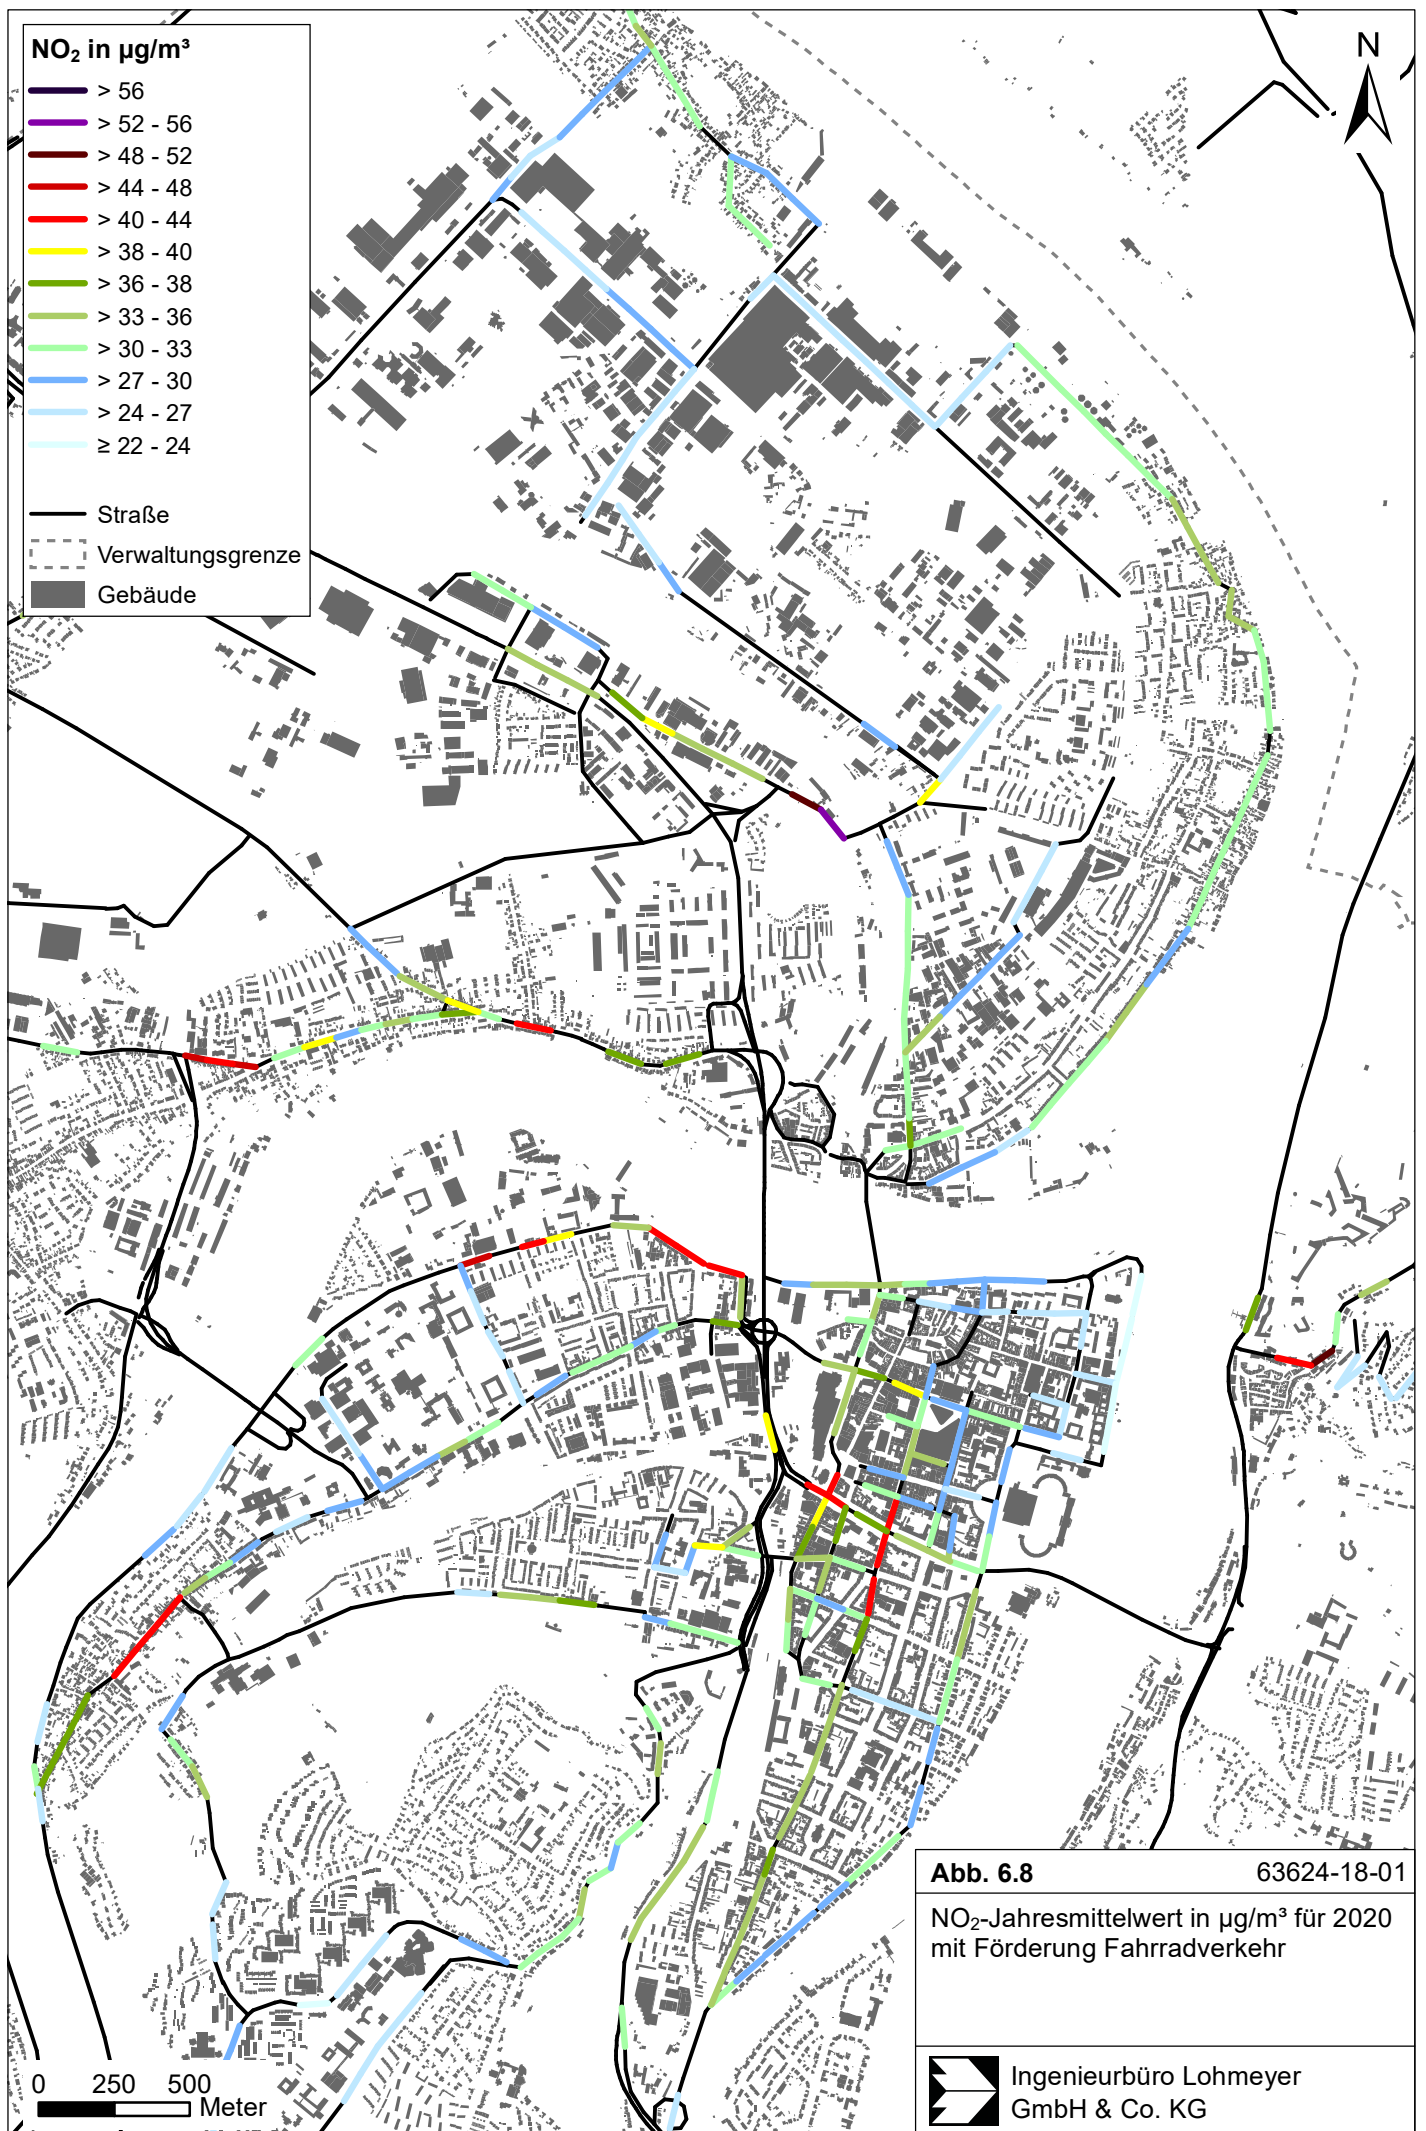 NO₂ in µg/m³
> 56
> 52 - 56
> 48 - 52
> 44 - 48
> 40 - 44
> 38 - 40
> 36 - 38
> 33 - 36
> 30 - 33
> 27 - 30
> 24 - 27
≥ 22 - 24
Straße
Verwaltungsgrenze
Gebäude
N
0 250 500
Meter
Abb. 6.8 63624-18-01
NO₂-Jahresmittelwert in µg/m³ für 2020
mit Förderung Fahrradverkehr
Ingenieurbüro Lohmeyer
GmbH & Co. KG